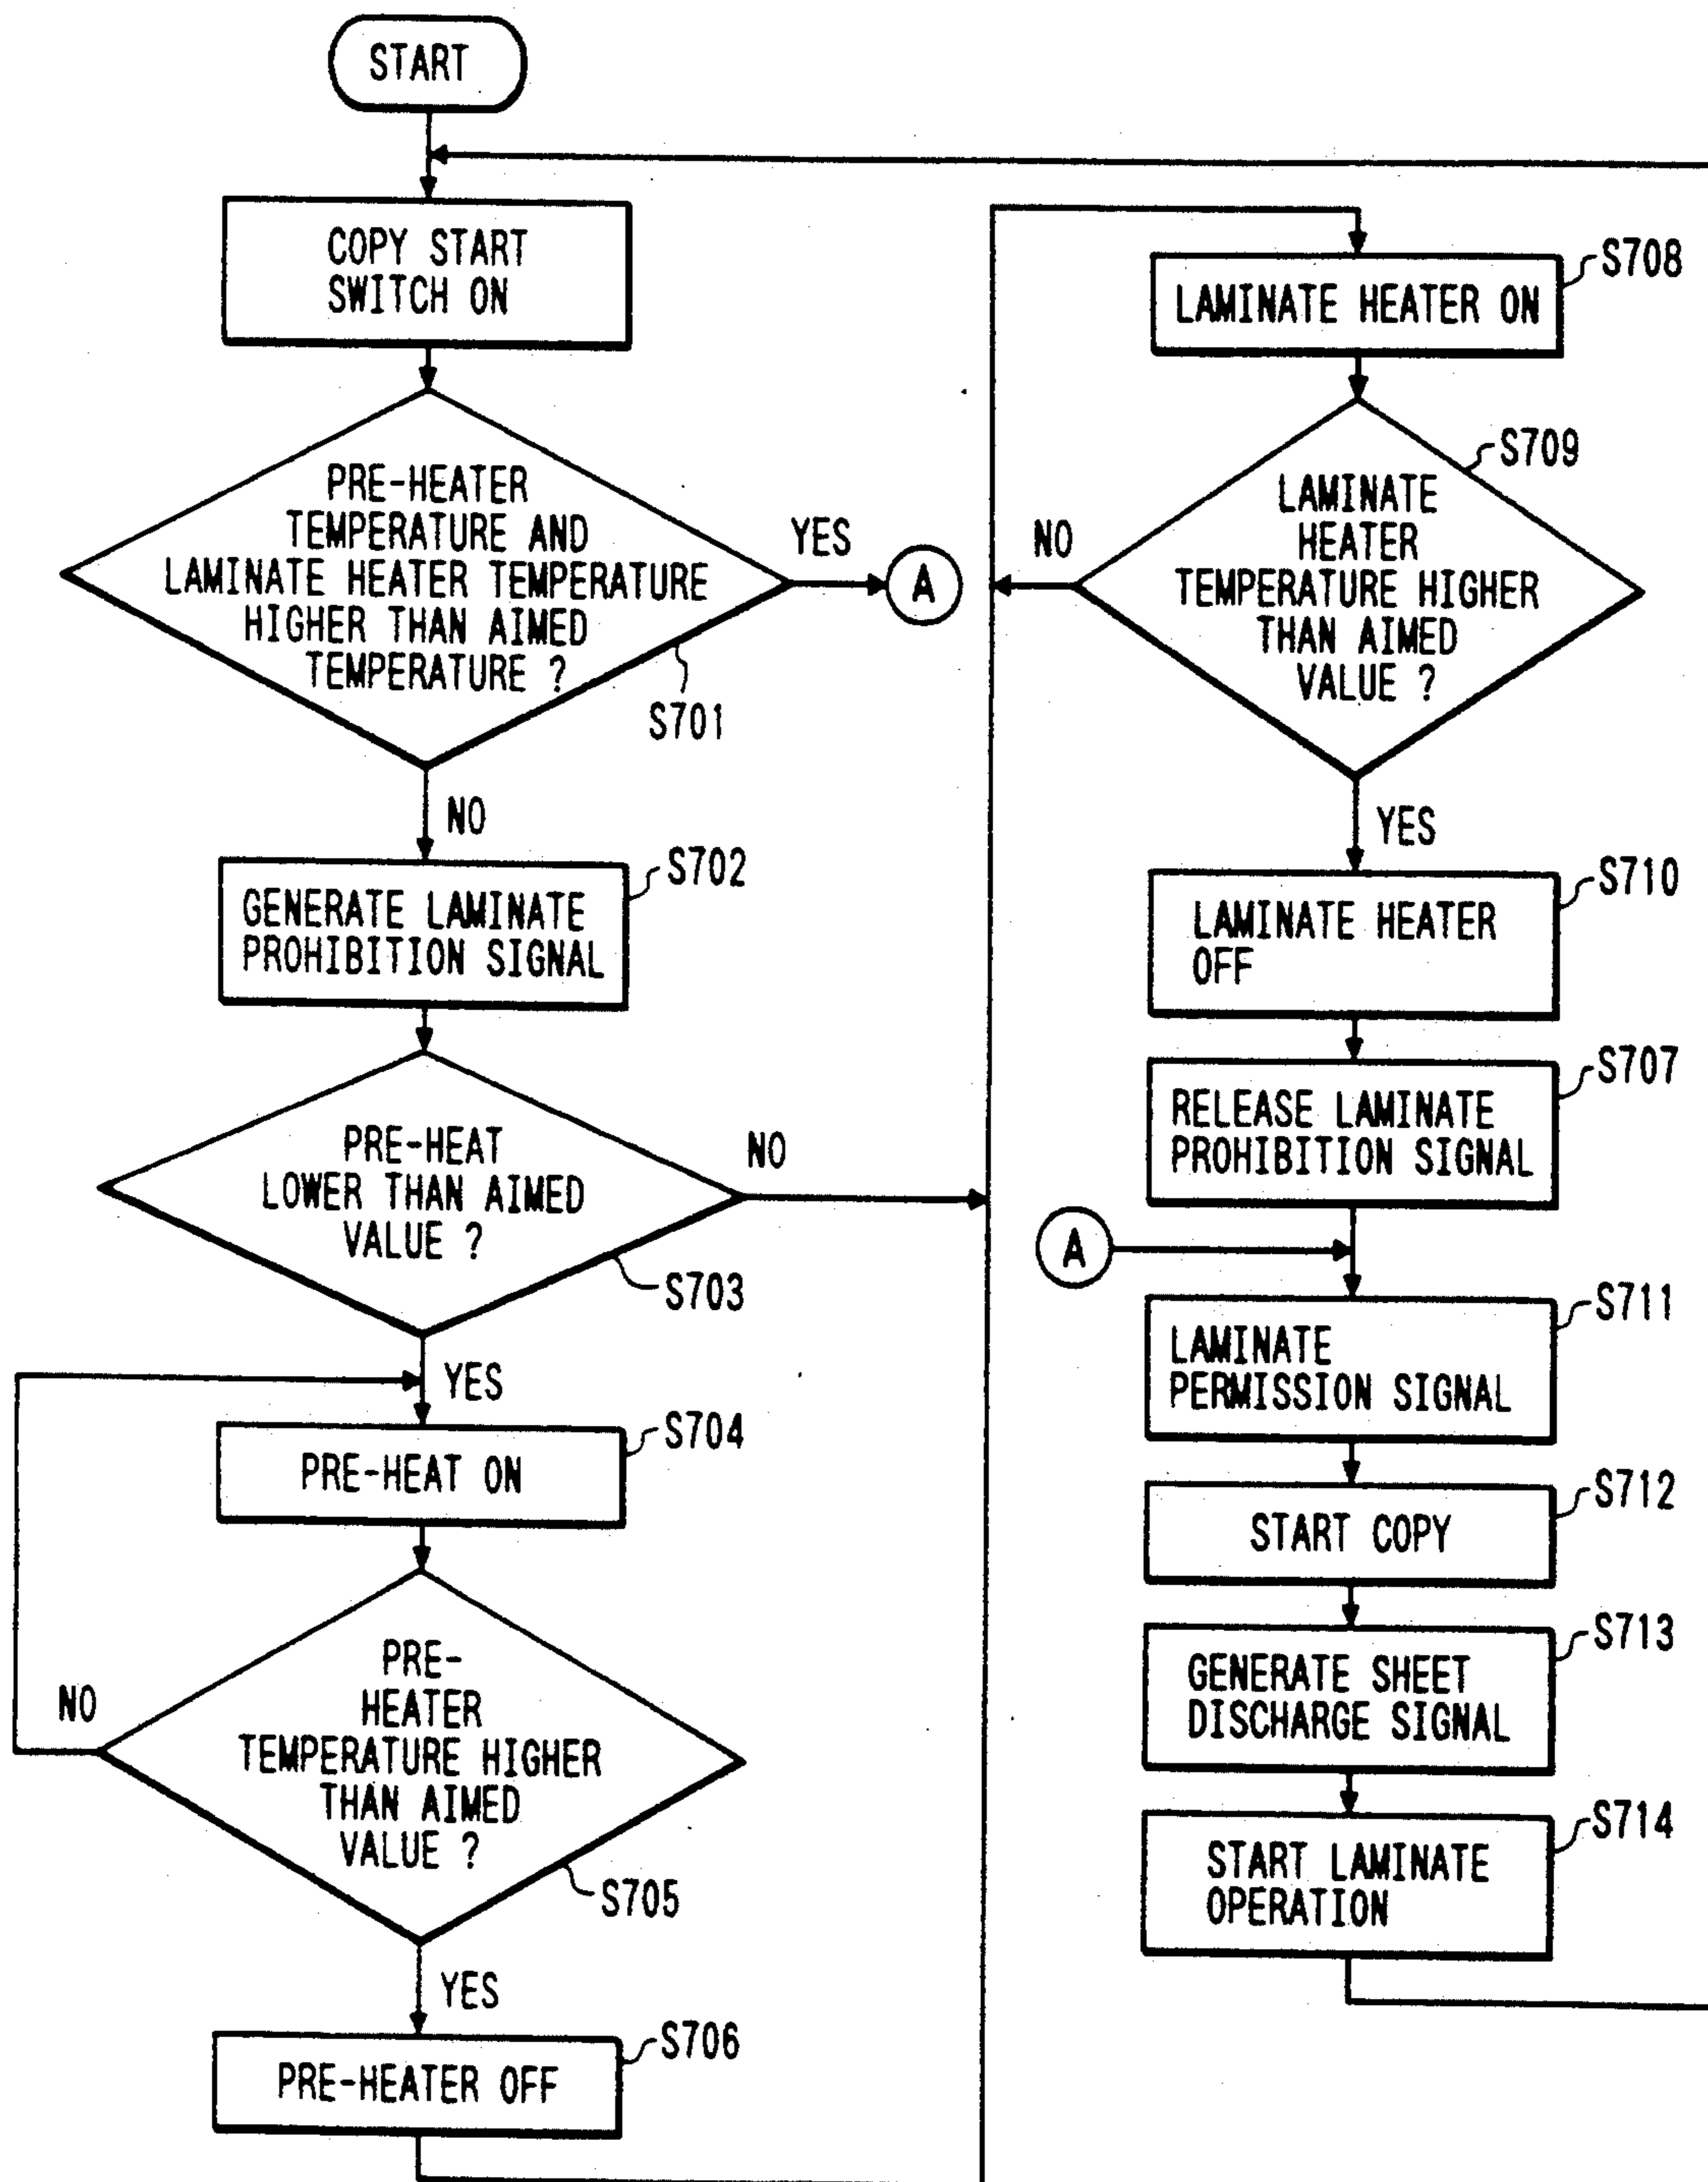 START
COPY START
SWITCH ON
PRE-HEATER
TEMPERATURE AND
LAMINATE HEATER TEMPERATURE
HIGHER THAN AIMED
TEMPERATURE ?
S701
YES
A
NO
S702
GENERATE LAMINATE
PROHIBITION SIGNAL
PRE-HEAT
LOWER THAN AIMED
VALUE ?
NO
S703
YES
S704
PRE-HEAT ON
PRE-
HEATER
TEMPERATURE HIGHER
THAN AIMED
VALUE ?
NO
S705
YES
S706
PRE-HEATER OFF
S708
LAMINATE HEATER ON
S709
LAMINATE
HEATER
TEMPERATURE HIGHER
THAN AIMED
VALUE ?
NO
YES
S710
LAMINATE HEATER
OFF
S707
RELEASE LAMINATE
PROHIBITION SIGNAL
A
S711
LAMINATE
PERMISSION SIGNAL
S712
START COPY
S713
GENERATE SHEET
DISCHARGE SIGNAL
S714
START LAMINATE
OPERATION